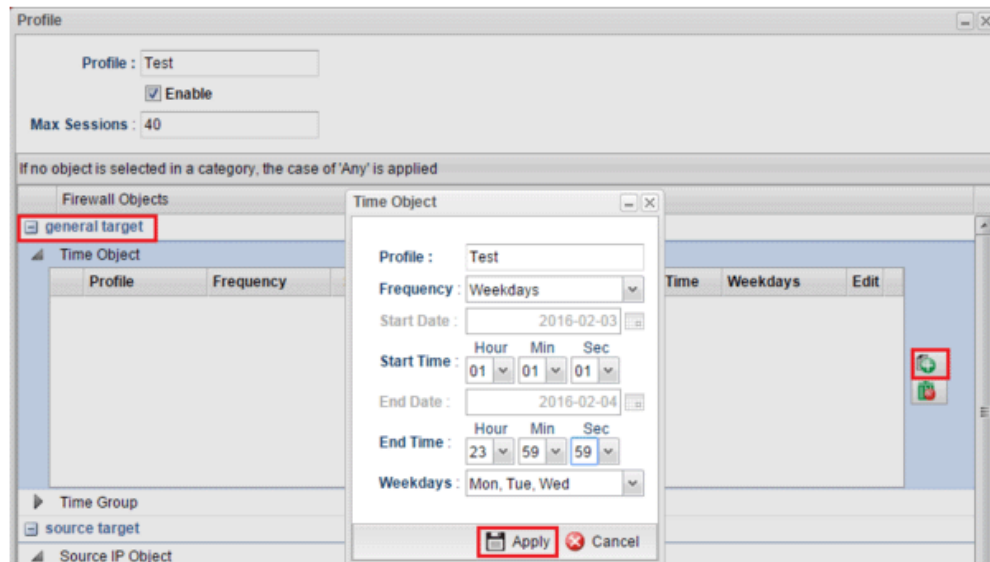 Profile
Profile : Test
Enable
Max Sessions : 40
If no object is selected in a category, the case of 'Any' is applied
Firewall Objects
general target
Time Object
Profile Frequency Time Weekdays Edit
Time Group
source target
Source IP Object
Time Object
Profile : Test
Frequency : Weekdays
Start Date : 2016-02-03
Hour Min Sec
Start Time : 01 01 01
End Date : 2016-02-04
Hour Min Sec
End Time : 23 59 59
Weekdays : Mon, Tue, Wed
Apply Cancel